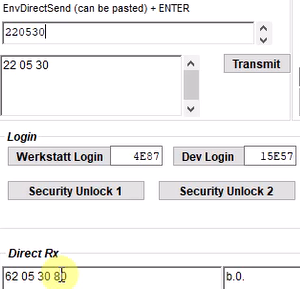 EnvDirectSend (can be pasted) + ENTER
220530
22 05 30
Transmit
Login
Werkstatt Login 4E87 Dev Login 15E57
Security Unlock 1 Security Unlock 2
Direct Rx
62 05 30 80 b.0.